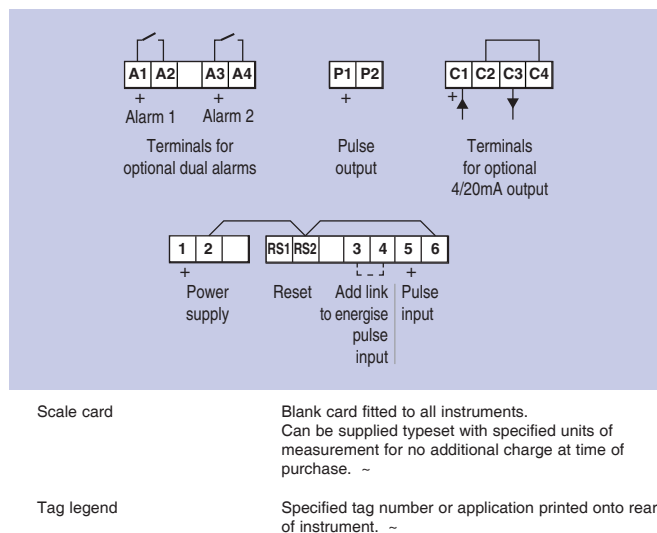 A1 A2 A3 A4
+ +
Alarm 1 Alarm 2
Terminals for
optional dual alarms
P1 P2
+
Pulse
output
C1 C2 C3 C4
+
Terminals
for optional
4/20mA output
1 2
+
Power
supply
RS1 RS2 3 4 5 6
+
Reset
Add link
to energise
pulse
input
Pulse
input
Scale card
Blank card fitted to all instruments.
Can be supplied typeset with specified units of
measurement for no additional charge at time of
purchase. ~
Tag legend
Specified tag number or application printed onto rear
of instrument. ~